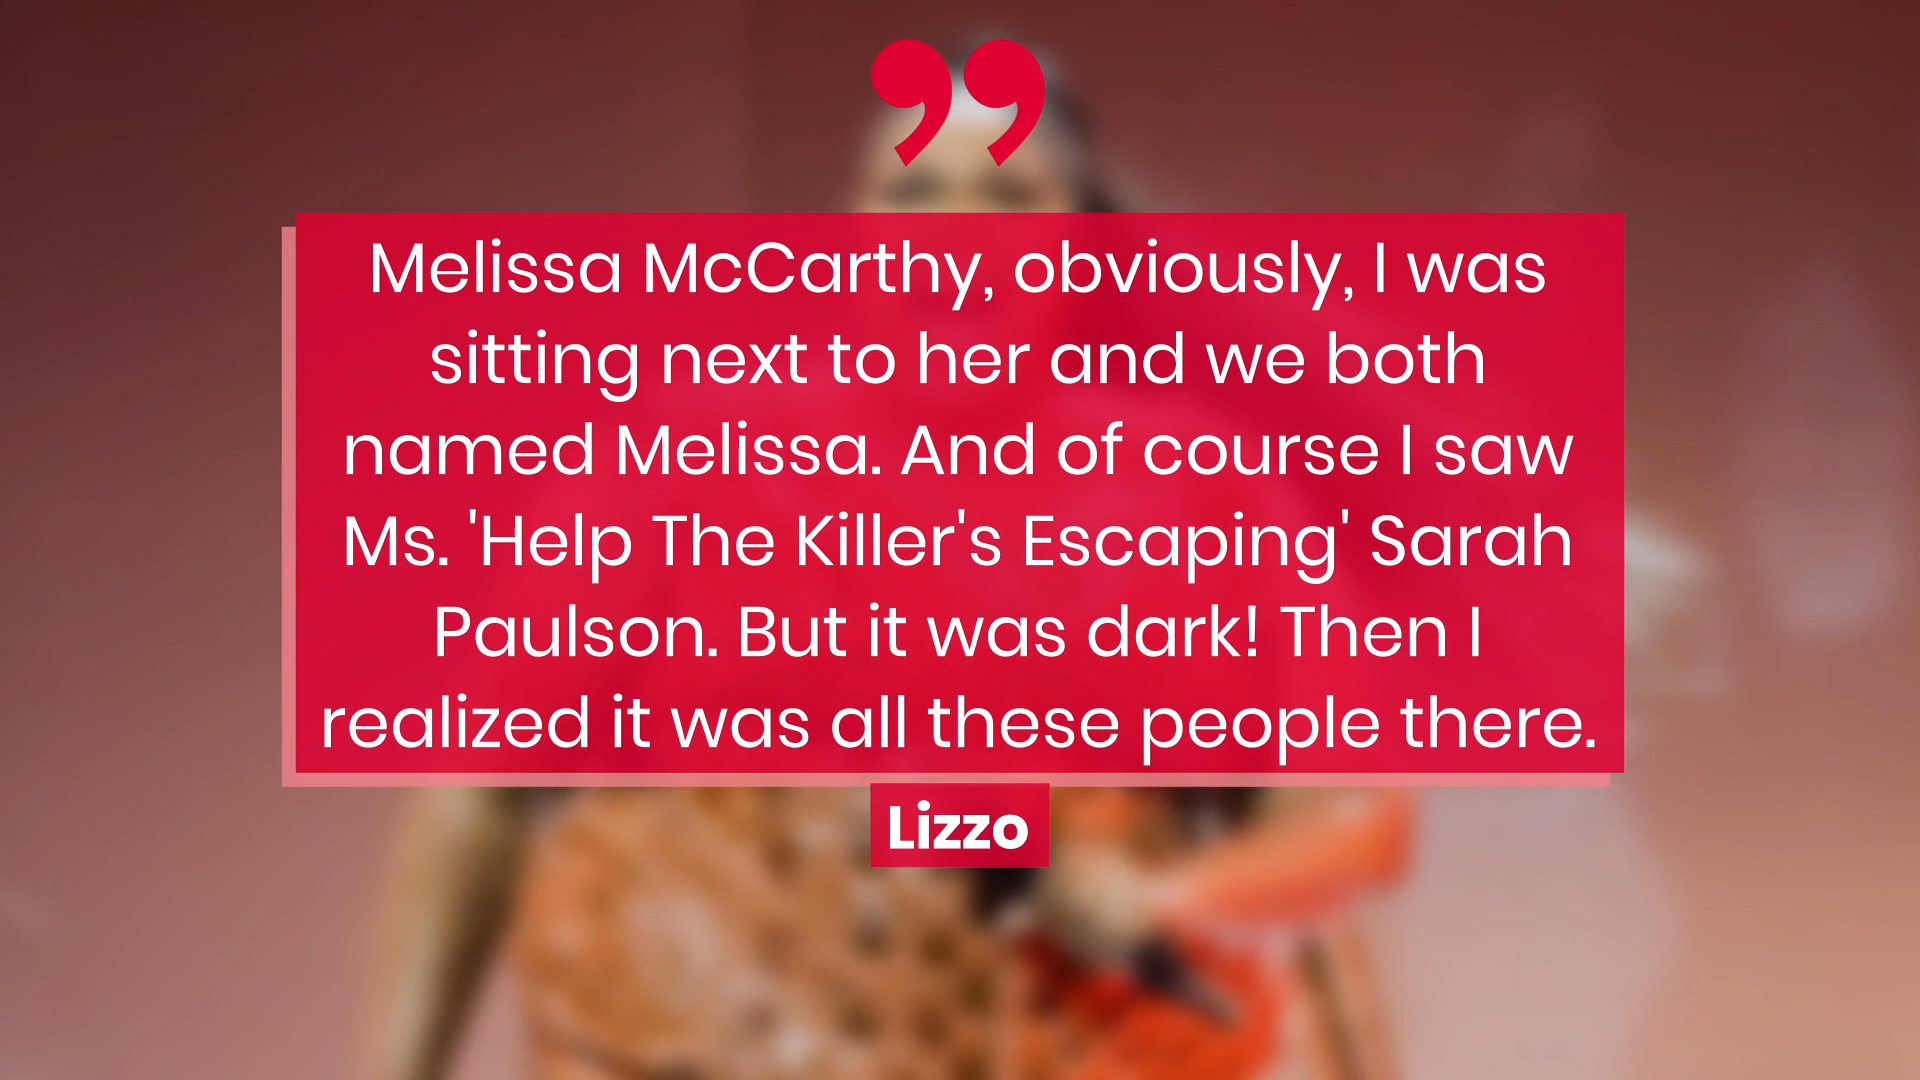 ”
Melissa McCarthy, obviously, I was
sitting next to her and we both
named Melissa. And of course I saw
Ms. 'Help The Killer's Escaping' Sarah
Paulson. But it was dark! Then I
realized it was all these people there.
Lizzo